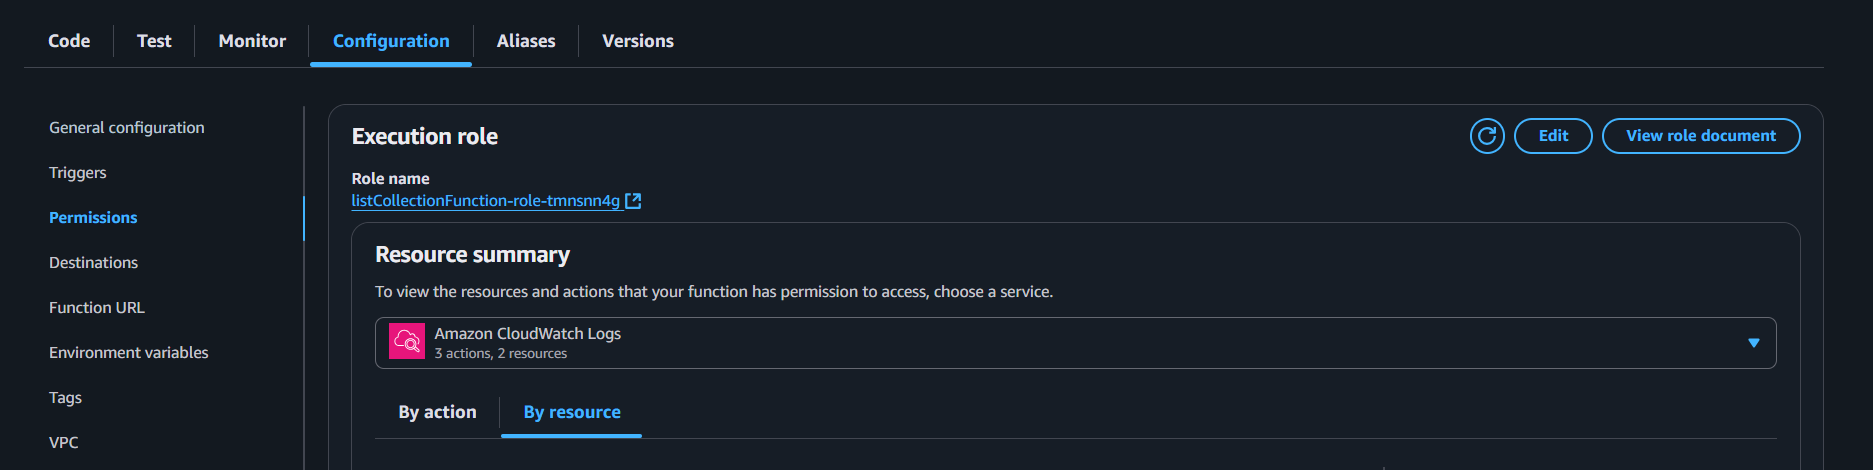 Code Test Monitor Configuration Aliases Versions
General configuration
Triggers
Permissions
Destinations
Function URL
Environment variables
Tags
VPC
Execution role
Edit
View role document
Role name
listCollectionFunction-role-tmnsnn4g
Resource summary
To view the resources and actions that your function has permission to access, choose a service.
Amazon CloudWatch Logs
3 actions, 2 resources
By action By resource